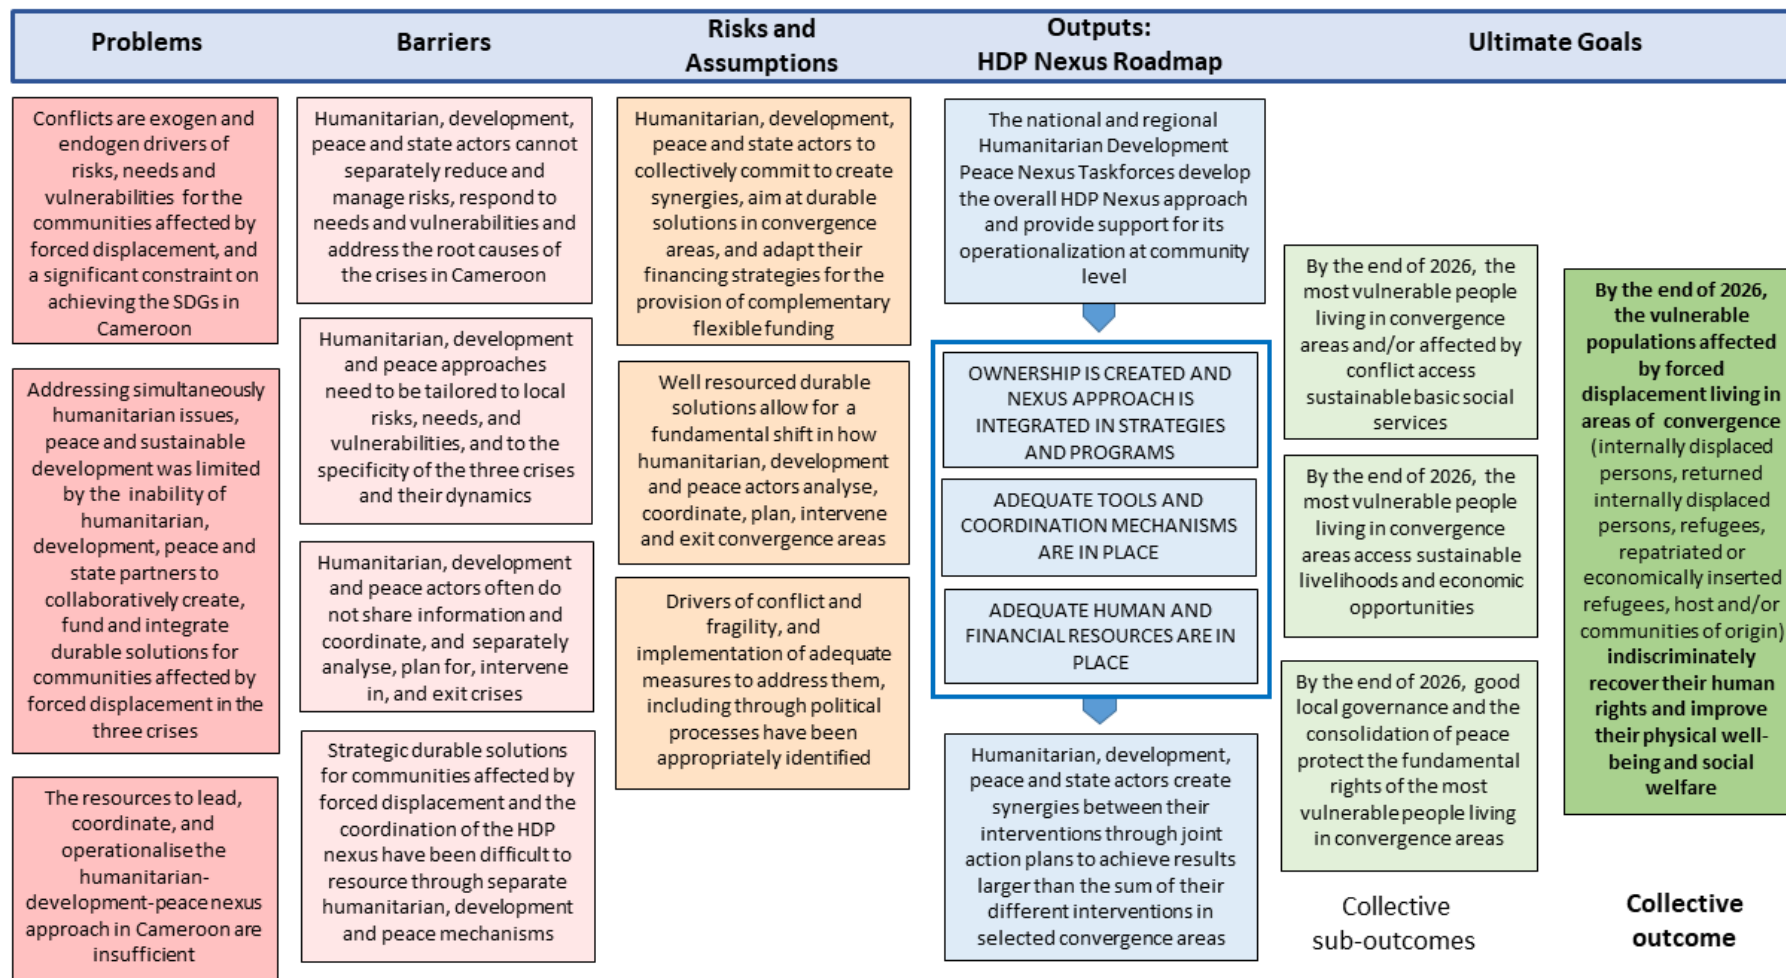 Problems
Barriers
Risks and
Assumptions
Outputs:
HDP Nexus Roadmap
Ultimate Goals
Conflicts are exogen and
endogen drivers of
risks, needs and
vulnerabilities for the
communities affected by
forced displacement, and
a significant constraint on
achieving the SDGs in
Cameroon
Addressing simultaneously
humanitarian issues,
peace and sustainable
development was limited
by the inability of
humanitarian,
development, peace and
state partners to
collaboratively create,
fund and integrate
durable solutions for
communities affected by
forced displacement in the
three crises
The resources to lead,
coordinate, and
operationalise the
humanitarian-
development-peace nexus
approach in Cameroon are
insufficient
Humanitarian, development,
peace and state actors cannot
separately reduce and
manage risks, respond to
needs and vulnerabilities and
address the root causes of
the crises in Cameroon
Humanitarian, development
and peace approaches
need to be tailored to local
risks, needs, and
vulnerabilities, and to the
specificity of the three crises
and their dynamics
Humanitarian, development
and peace actors often do
not share information and
coordinate, and separately
analyse, plan for, intervene
in, and exit crises
Strategic durable solutions
for communities affected by
forced displacement and the
coordination of the HDP
nexus have been difficult to
resource through separate
humanitarian, development
and peace mechanisms
Humanitarian, development,
peace and state actors to
collectively commit to create
synergies, aim at durable
solutions in convergence
areas, and adapt their
financing strategies for the
provision of complementary
flexible funding
Well resourced durable
solutions allow for a
fundamental shift in how
humanitarian, development
and peace actors analyse,
coordinate, plan, intervene
and exit convergence areas
Drivers of conflict and
fragility, and
implementation of adequate
measures to address them,
including through political
processes have been
appropriately identified
The national and regional
Humanitarian Development
Peace Nexus Taskforces develop
the overall HDP Nexus approach
and provide support for its
operationalization at community
level
OWNERSHIP IS CREATED AND
NEXUS APPROACH IS
INTEGRATED IN STRATEGIES
AND PROGRAMS
ADEQUATE TOOLS AND
COORDINATION MECHANISMS
ARE IN PLACE
ADEQUATE HUMAN AND
FINANCIAL RESOURCES ARE IN
PLACE
Humanitarian, development,
peace and state actors create
synergies between their
interventions through joint
action plans to achieve results
larger than the sum of their
different interventions in
selected convergence areas
By the end of 2026, the
most vulnerable people
living in convergence
areas and/or affected by
conflict access
sustainable basic social
services
By the end of 2026, the
most vulnerable people
living in convergence
areas access sustainable
livelihoods and economic
opportunities
By the end of 2026, good
local governance and the
consolidation of peace
protect the fundamental
rights of the most
vulnerable people living
in convergence areas
Collective
sub-outcomes
By the end of 2026,
the vulnerable
populations affected
by forced
displacement living in
areas of convergence
(internally displaced
persons, returned
internally displaced
persons, refugees,
repatriated or
economically inserted
refugees, host and/or
communities of origin)
indiscriminately
recover their human
rights and improve
their physical well-
being and social
welfare
Collective
outcome